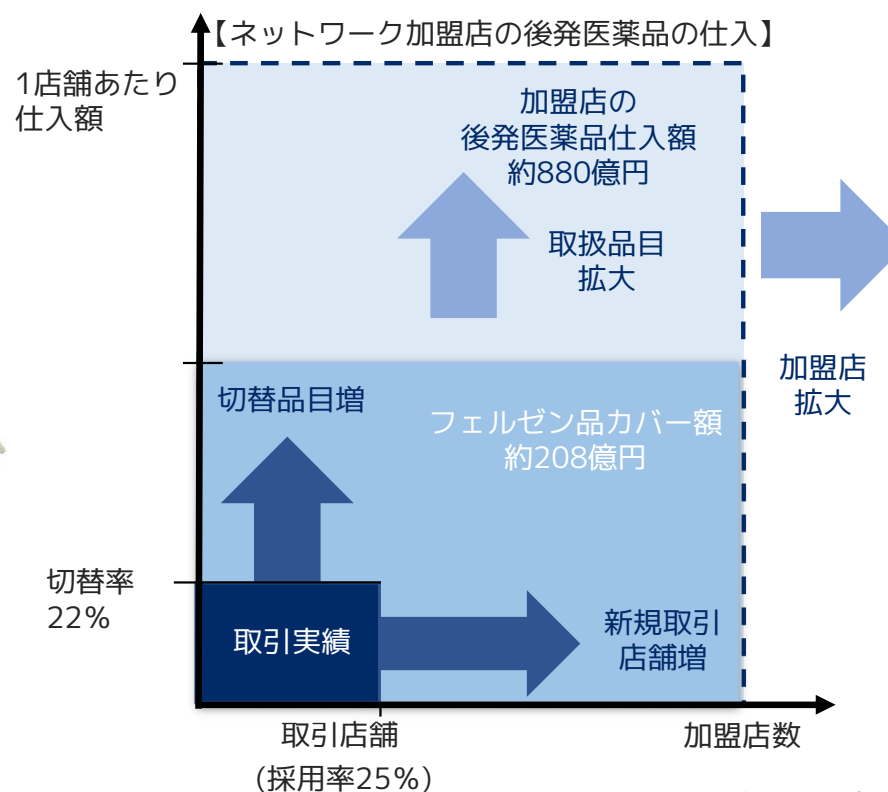 【ネットワーク加盟店の後発医薬品の仕入】
1店舗あたり
仕入額
加盟店の
後発医薬品仕入額
約880億円
取扱品目
拡大
加盟店
拡大
切替品目増
フェルゼン品カバー額
約208億円
切替率
22%
取引実績
新規取引
店舗増
取引店舗
(採用率25%)
加盟店数